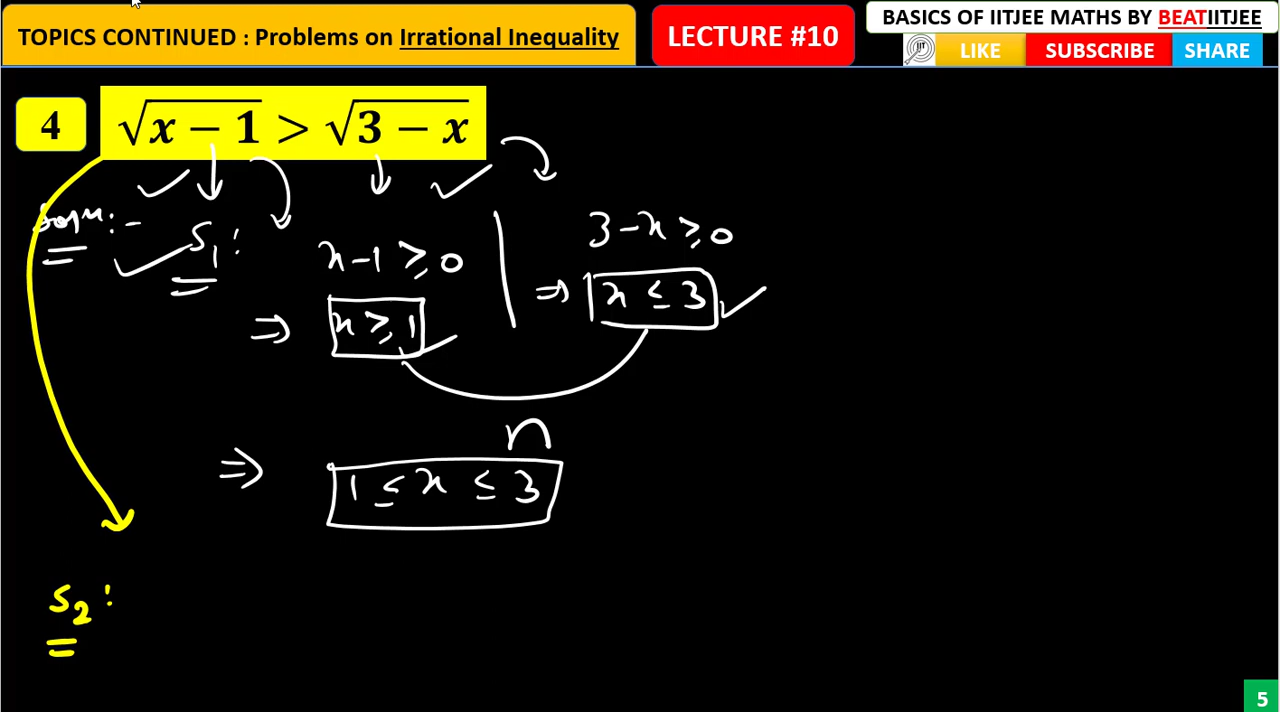 TOPICS CONTINUED : Problems on Irrational Inequality
LECTURE #10
BASICS OF IITJEE MATHS BY BEATIITJEE
IIT
LIKE
SUBSCRIBE
SHARE
4
√x − 1 > √3 − x
Soln:-
S₁:
x-1 ≥ 0
3-x ≥ 0
⇒ x ≥ 1
⇒ x ≤ 3
∩
⇒ 1 ≤ x ≤ 3
S₂:
5